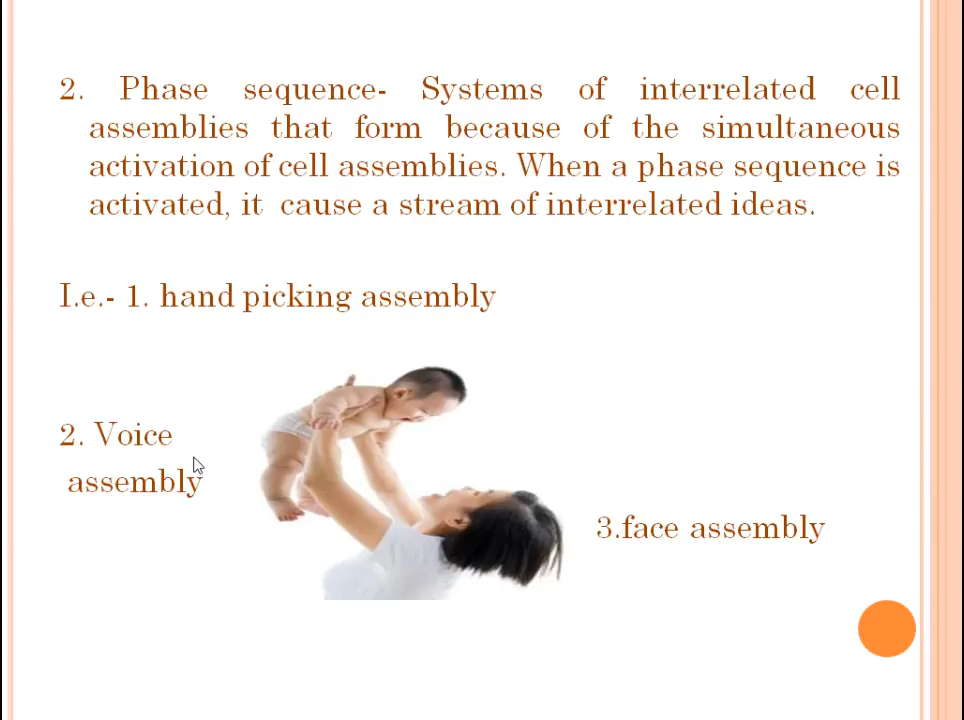 2. Phase sequence- Systems of interrelated cell
assemblies that form because of the simultaneous
activation of cell assemblies. When a phase sequence is
activated, it cause a stream of interrelated ideas.
I.e.- 1. hand picking assembly
2. Voice
assembly
3.face assembly